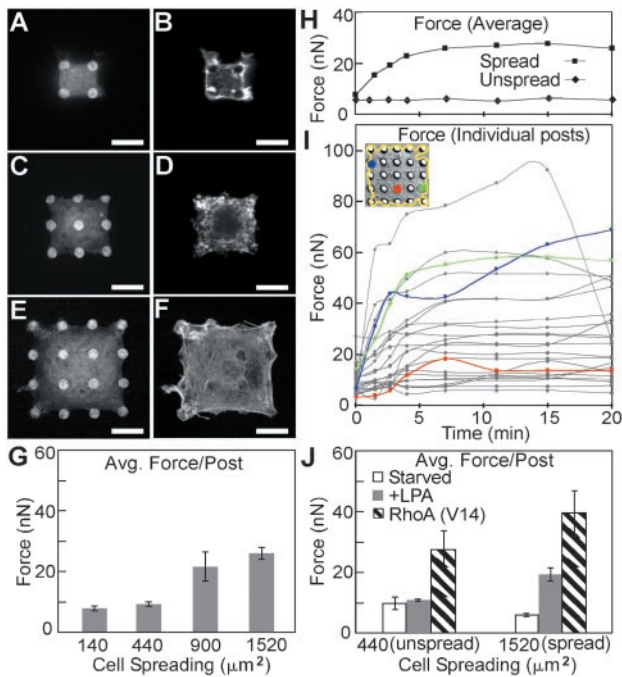 A
B
C
D
E
F
G
Avg. Force/Post
Force (nN)
60
40
20
0
140 440 900 1520
Cell Spreading (μm²)
H
Force (Average)
Force (nN)
40
20
0
Spread
Unspread
I
Force (Individual posts)
Force (nN)
100
80
60
40
20
0
0 5 10 15 20
Time (min)
J
Avg. Force/Post
Starved
+LPA
RhoA (V14)
Force (nN)
60
40
20
0
440(unspread) 1520(spread)
Cell Spreading (μm²)